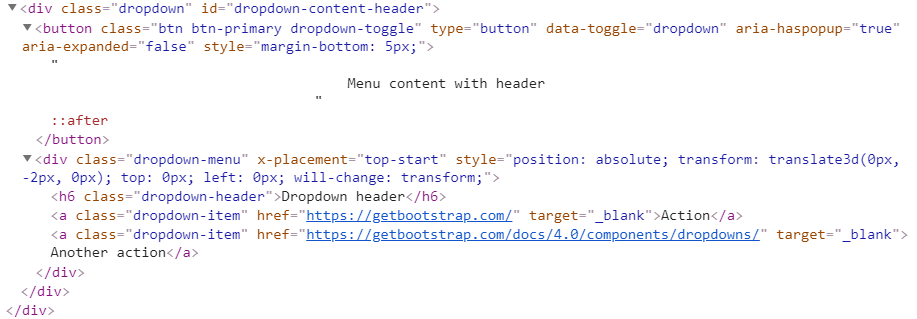 <div class="dropdown" id="dropdown-content-header">
<button class="btn btn-primary dropdown-toggle" type="button" data-toggle="dropdown" aria-haspopup="true"
aria-expanded="false" style="margin-bottom: 5px;">
"
Menu content with header
"
::after
</button>
<div class="dropdown-menu" x-placement="top-start" style="position: absolute; transform: translate3d(0px,
-2px, 0px); top: 0px; left: 0px; will-change: transform;">
<h6 class="dropdown-header">Dropdown header</h6>
<a class="dropdown-item" href="https://getbootstrap.com/" target="_blank">Action</a>
<a class="dropdown-item" href="https://getbootstrap.com/docs/4.0/components/dropdowns/" target="_blank">
Another action</a>
</div>
</div>
</div>